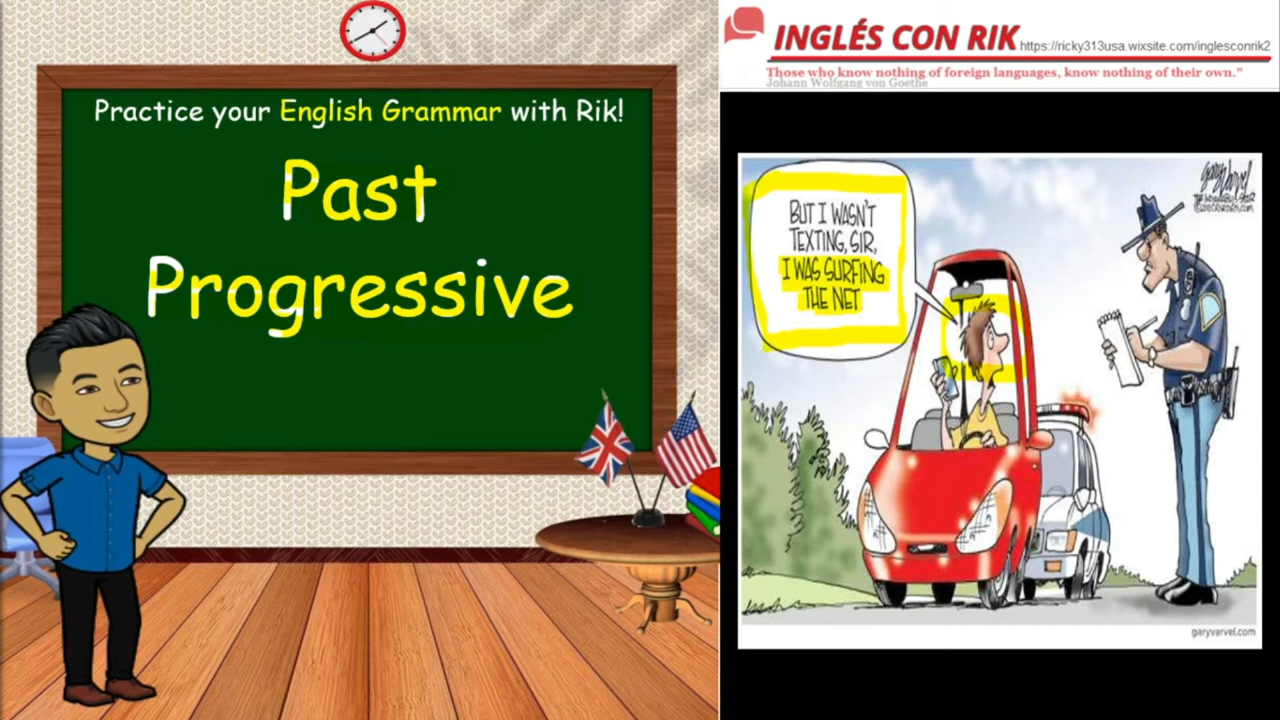 Practice your English Grammar with Rik!
Past
Progressive
INGLÉS CON RIK https://ricky313usa.wixsite.com/inglesconrik2
Those who know nothing of foreign languages, know nothing of their own."
Johann Wolfgang von Goethe
BUT I WASN'T
TEXTING, SIR,
I WAS SURFING
THE NET
garyvarvel.com